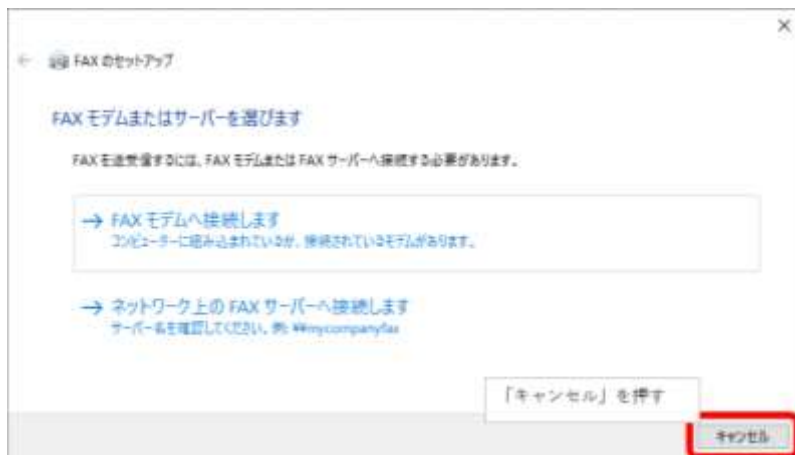 FAX のセットアップ
FAX モデムまたはサーバーを選びます
FAX を送受信するには、FAX モデムまたは FAX サーバーへ接続する必要があります。
FAX モデムへ接続します
コンピューターに組み込まれているか、接続されているモデムがあります。
ネットワーク上の FAX サーバーへ接続します
サーバー名を確認してください。例: ¥¥mycompanyfax
「キャンセル」を押す
キャンセル